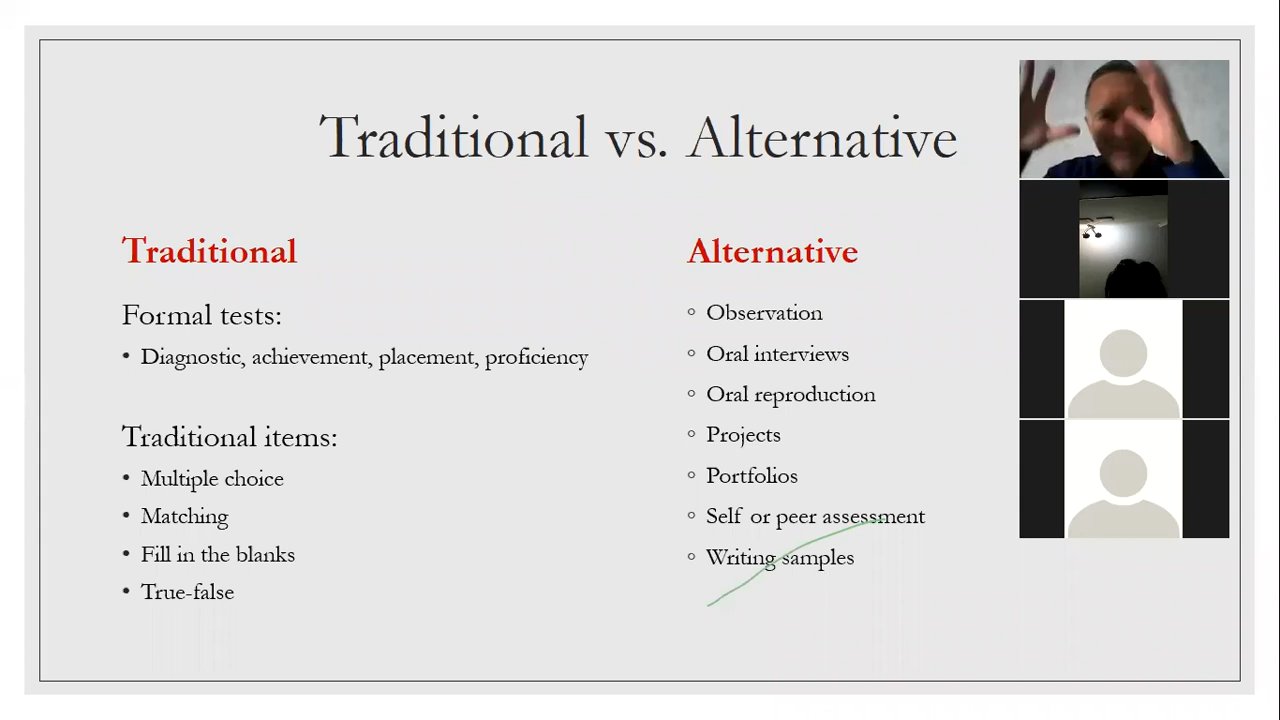 Traditional vs. Alternative
Traditional
Formal tests:
• Diagnostic, achievement, placement, proficiency
Traditional items:
• Multiple choice
• Matching
• Fill in the blanks
• True-false
Alternative
◦ Observation
◦ Oral interviews
◦ Oral reproduction
◦ Projects
◦ Portfolios
◦ Self or peer assessment
◦ Writing samples